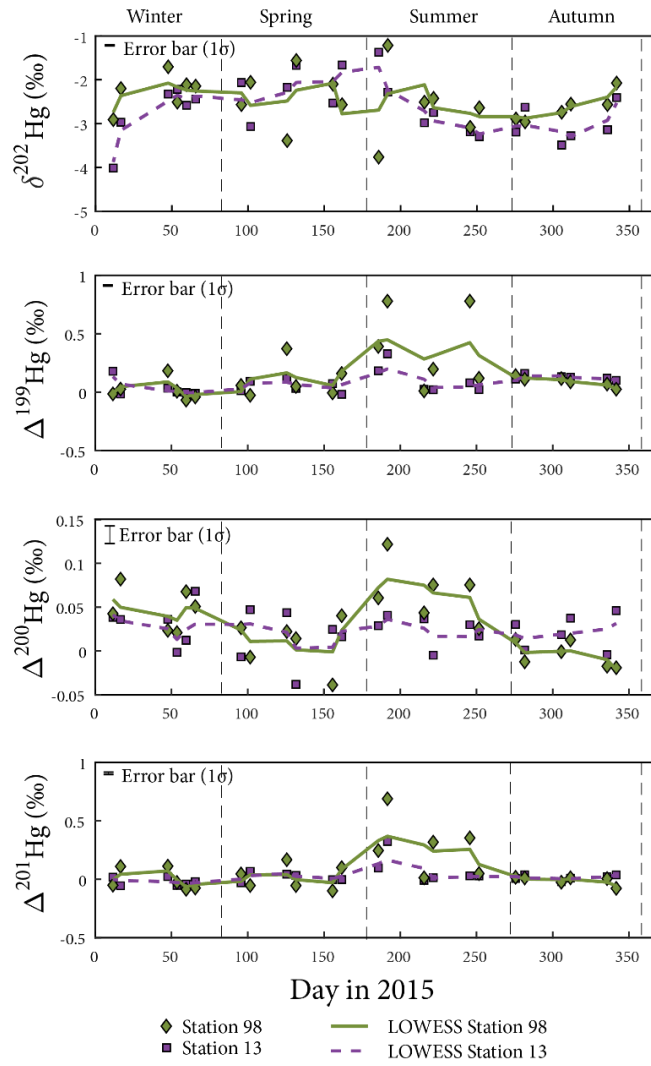 Winter Spring Summer Autumn
-1
Error bar (1σ)
-2
-3
-4
-5
δ²⁰²Hg (‰)
0 50 100 150 200 250 300 350
1
Error bar (1σ)
0.5
0
-0.5
Δ¹⁹⁹Hg (‰)
0 50 100 150 200 250 300 350
0.15
Error bar (1σ)
0.1
0.05
0
-0.05
Δ²⁰⁰Hg (‰)
0 50 100 150 200 250 300 350
1
Error bar (1σ)
0.5
0
-0.5
Δ²⁰¹Hg (‰)
0 50 100 150 200 250 300 350
Day in 2015
Station 98 LOWESS Station 98
Station 13 LOWESS Station 13